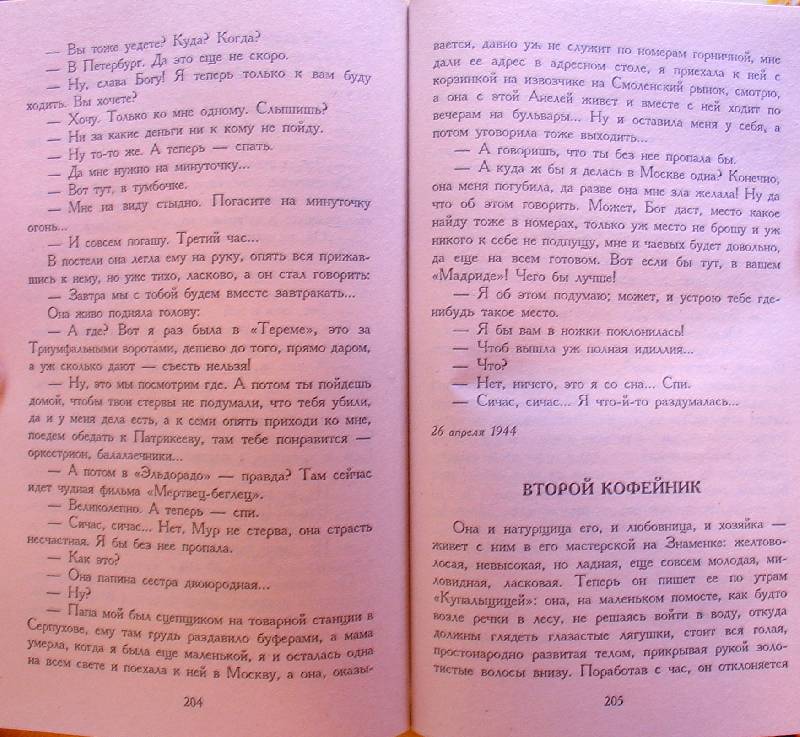 — Вы тоже уедете? Куда? Когда?
— В Петербург. Да это еще не скоро.
— Ну, слава Богу! Я теперь только к вам буду
ходить. Вы хочете?
— Хочу. Только ко мне одному. Слышишь?
— Ни за какие деньги ни к кому не пойду.
— Ну то-то же. А теперь — спать.
— Да мне нужно на минуточку...
— Вот тут, в тумбочке.
— Мне на виду стыдно. Погасите на минуточку
огонь...
— И совсем погашу. Третий час...
В постели она легла ему на руку, опять вся прижав-
шись к нему, но уже тихо, ласково, а он стал говорить:
— Завтра мы с тобой будем вместе завтракать...
Она живо подняла голову:
— А где? Вот я раз была в «Тереме», это за
Триумфальными воротами, дешево до того, прямо даром,
а уж сколько дают — съесть нельзя!
— Ну, это мы посмотрим где. А потом ты пойдешь
домой, чтобы твои стервы не подумали, что тебя убили,
да и у меня дела есть, а к семи опять приходи ко мне,
поедем обедать к Патрикееву, там тебе понравится —
оркестрион, балалаечники...
— А потом в «Эльдорадо» — правда? Там сейчас
идет чудная фильма «Мертвец-беглец».
— Великолепно. А теперь — спи.
— Сичас, сичас... Нет, Мур не стерва, она страсть
несчастная. Я бы без нее пропала.
— Как это?
— Она папина сестра двоюродная...
— Ну?
— Папа мой был сцепщиком на товарной станции в
Серпухове, ему там грудь раздавило буферами, а мама
умерла, когда я была еще маленькой, я и осталась одна
на всем свете и поехала к ней в Москву, а она, оказы-
204
вается, давно уж не служит по номерам горничной, мне
дали ее адрес в адресном столе, я приехала к ней с
корзинкой на извозчике на Смоленский рынок, смотрю,
а она с этой Анелей живет и вместе с ней ходит по
вечерам на бульвары... Ну и оставила меня у себя, а
потом уговорила тоже выходить...
— А говоришь, что ты без нее пропала бы.
— А куда ж бы я делась в Москве одна? Конечно,
она меня погубила, да разве она мне зла желала! Ну да
что об этом говорить. Может, Бог даст, место какое
найду тоже в номерах, только уж место не брошу и уж
никого к себе не подпущу, мне и чаевых будет довольно,
да еще на всем готовом. Вот если бы тут, в вашем
«Мадриде»! Чего бы лучше!
— Я об этом подумаю; может, и устрою тебе где-
нибудь такое место.
— Я бы вам в ножки поклонилась!
— Чтоб вышла уж полная идиллия...
— Что?
— Нет, ничего, это я со сна... Спи.
— Сичас, сичас... Я что-й-то раздумалась...
26 апреля 1944
ВТОРОЙ КОФЕЙНИК
Она и натурщица его, и любовница, и хозяйка —
живет с ним в его мастерской на Знаменке: желтово-
лосая, невысокая, но ладная, еще совсем молодая, ми-
ловидная, ласковая. Теперь он пишет ее по утрам
«Купальщицей»: она, на маленьком помосте, как будто
возле речки в лесу, не решаясь войти в воду, откуда
должны глядеть глазастые лягушки, стоит вся голая,
простонародно развитая телом, прикрывая рукой золо-
тистые волосы внизу. Поработав с час, он отклоняется
205